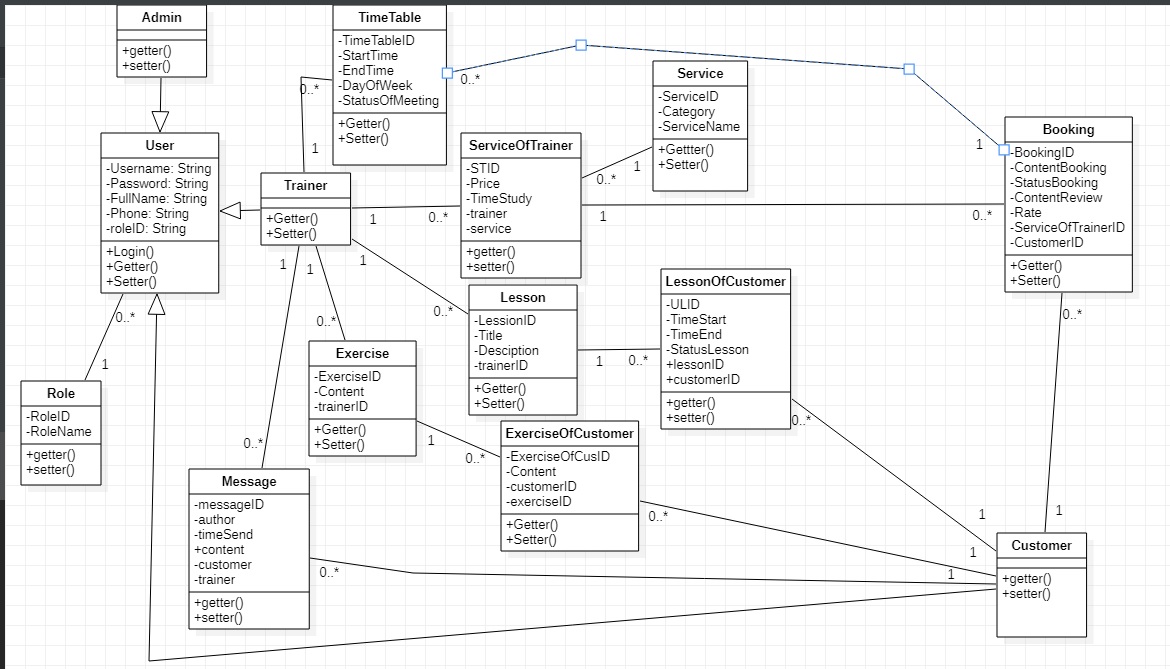 Admin
+getter()
+setter()
TimeTable
-TimeTableID
-StartTime
-EndTime
-DayOfWeek
-StatusOfMeeting
+Getter()
+Setter()
0..*
1
0..*
1
Service
-ServiceID
-Category
-ServiceName
+Gettter()
+Setter()
User
-Username: String
-Password: String
-FullName: String
-Phone: String
-roleID: String
+Login()
+Getter()
+Setter()
Trainer
+Getter()
+Setter()
1
0..*
ServiceOfTrainer
-STID
-Price
-TimeStudy
-trainer
-service
+getter()
+setter()
0..*
1
1
0..*
Booking
-BookingID
-ContentBooking
-StatusBooking
-ContentReview
-Rate
-ServiceOfTrainerID
-CustomerID
+Getter()
+Setter()
1
1
1
0..*
0..*
0..*
1
Role
-RoleID
-RoleName
+getter()
+setter()
Exercise
-ExerciseID
-Content
-trainerID
+Getter()
+Setter()
Lesson
-LessionID
-Title
-Desciption
-trainerID
+Getter()
+Setter()
1
0..*
LessonOfCustomer
-ULID
-TimeStart
-TimeEnd
-StatusLesson
+lessonID
+customerID
+getter()
+setter()
0..*
0..*
1
0..*
0..*
ExerciseOfCustomer
-ExerciseOfCusID
-Content
-customerID
-exerciseID
+Getter()
+Setter()
0..*
Message
-messageID
-author
-timeSend
+content
-customer
-trainer
+getter()
+setter()
0..*
1
1
1
1
Customer
+getter()
+setter()